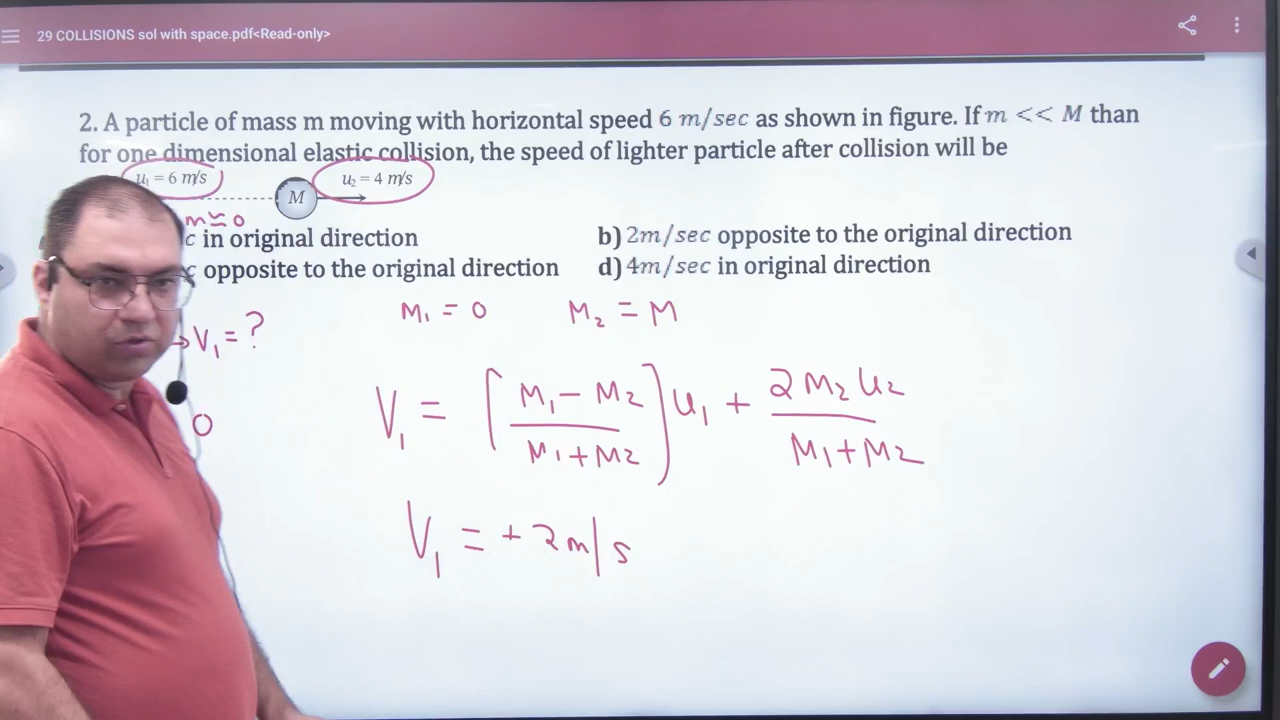 29 COLLISIONS sol with space.pdf<Read-only>
2. A particle of mass m moving with horizontal speed 6 m/sec as shown in figure. If m << M than
for one dimensional elastic collision, the speed of lighter particle after collision will be
u₁ = 6 m/s
M
u₂ = 4 m/s
m ≃ 0
c in original direction
b) 2m/sec opposite to the original direction
c opposite to the original direction
d) 4m/sec in original direction
M₁ = 0
M₂ = M
→ V₁ = ?
V₁ = [M₁ - M₂ / M₁ + M₂] u₁ + 2 M₂ u₂ / M₁ + M₂
0
V₁ = + 2 m/s